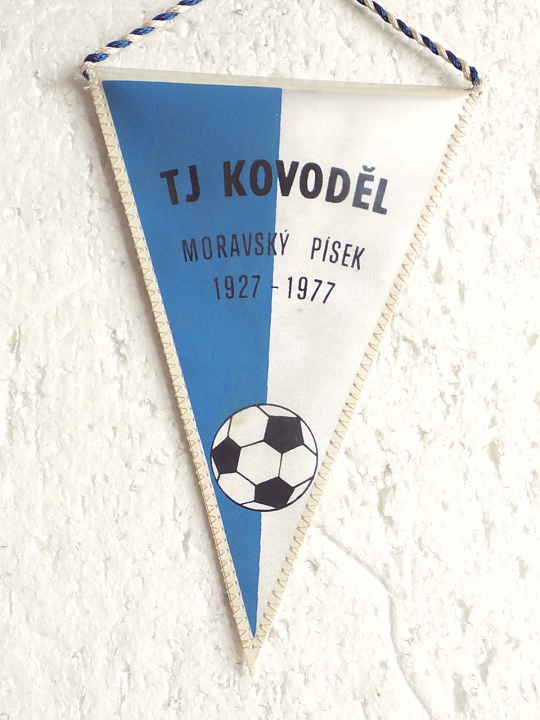 TJ KOVODĚL
MORAVSKÝ PÍSEK
1927-1977